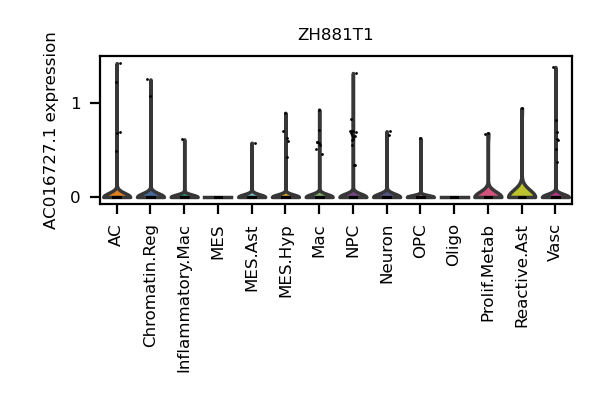 ZH881T1
AC016727.1 expression
1
0
AC
Chromatin.Reg
Inflammatory.Mac
MES
MES.Ast
MES.Hyp
Mac
NPC
Neuron
OPC
Oligo
Prolif.Metab
Reactive.Ast
Vasc